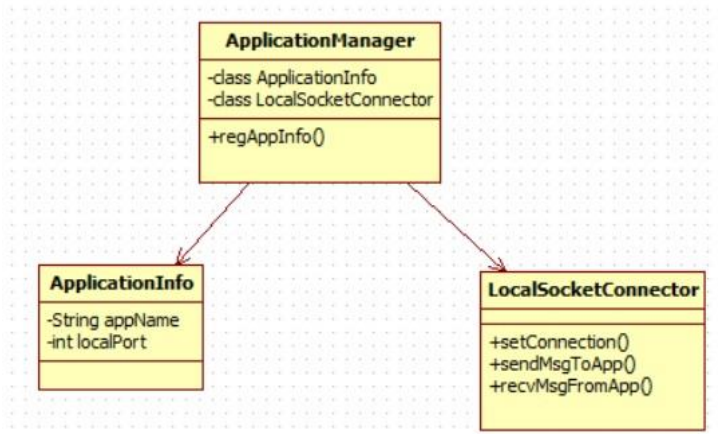 ApplicationManager
-class ApplicationInfo
-class LocalSocketConnector
+regAppInfo()
ApplicationInfo
-String appName
-int localPort
LocalSocketConnector
+setConnection()
+sendMsgToApp()
+recvMsgFromApp()